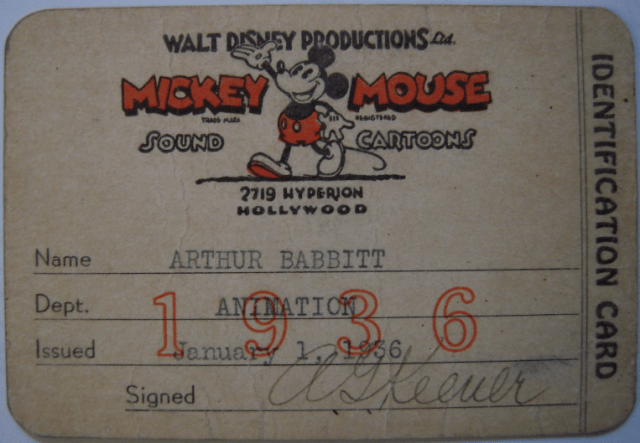 WALT DISNEY PRODUCTIONS Ltd.
MICKEY MOUSE
TRADE MARK REGISTERED
SOUND CARTOONS
2719 HYPERION
HOLLYWOOD
IDENTIFICATION CARD
Name ARTHUR BABBITT
Dept. ANIMATION
1936
Issued January 1, 1936
Signed AGKeener